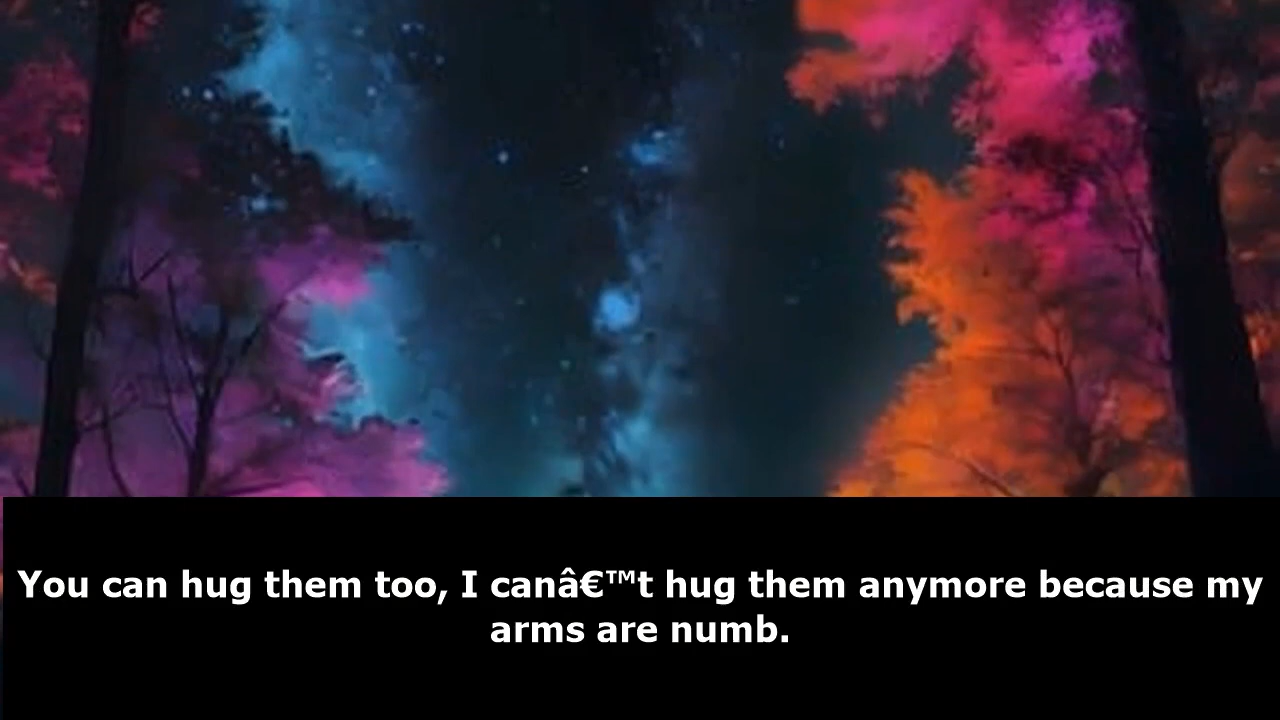 You can hug them too, I canâ€™t hug them anymore because my
arms are numb.